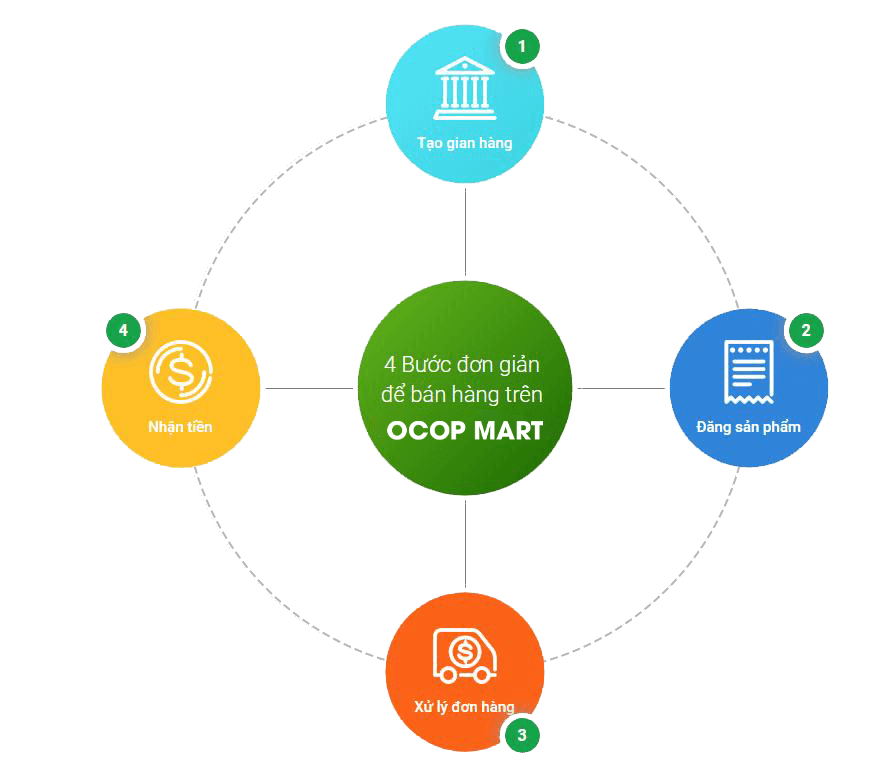 1
Tạo gian hàng
2
Đăng sản phẩm
3
Xử lý đơn hàng
4
Nhận tiền
4 Bước đơn giản
để bán hàng trên
OCOP MART